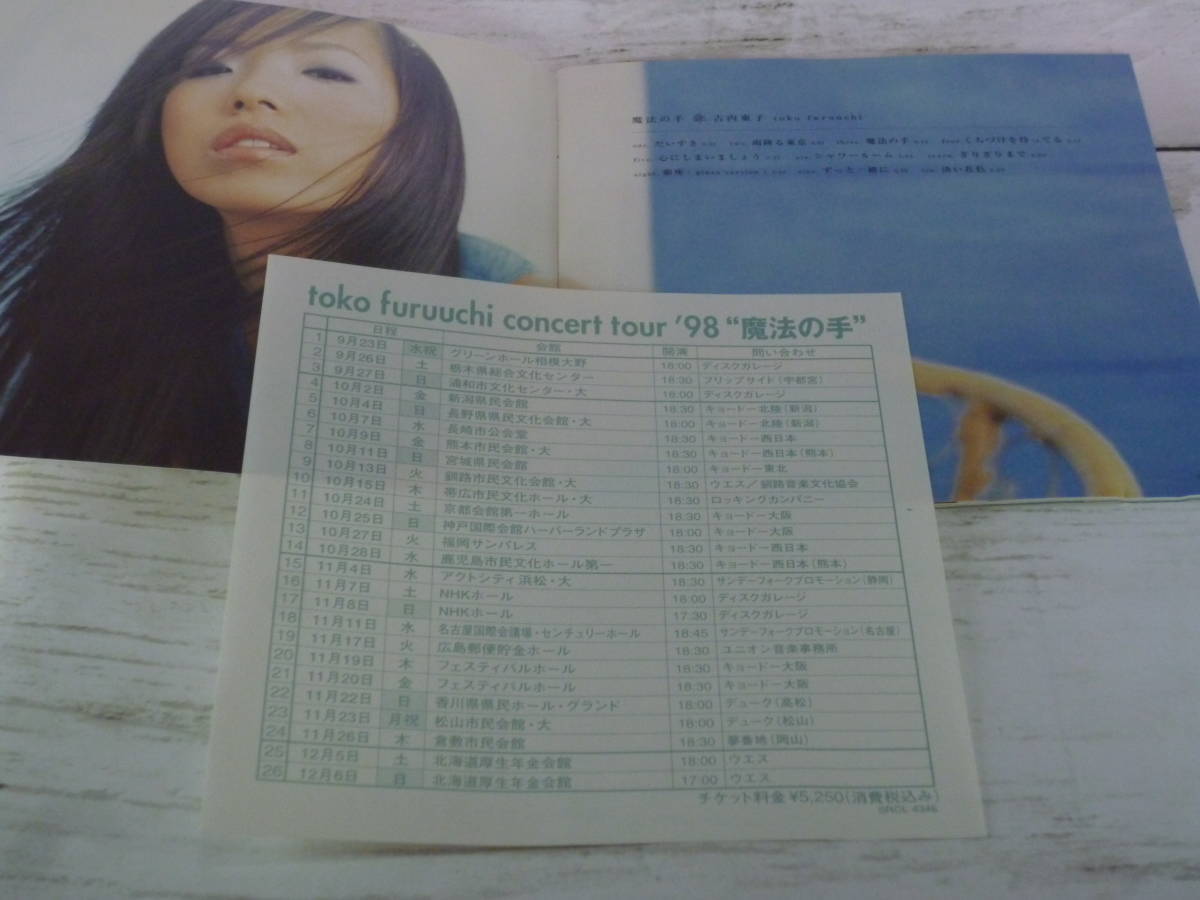 魔法の手 古内東子 toko furuuchi
one. だいすき two. 雨降る東京 three. 魔法の手 four. くちづけを待ってる
five. 心にしまいましょう six. シャワールーム seven. ぎりぎりまで
eight. 銀座 nine. ずっと一緒に ten.
toko furuuchi concert tour '98 “魔法の手”
日程 会館 開演 問い合わせ
1 9月23日 水祝 グリーンホール相模大野 18:00 ディスクガレージ
2 9月26日 土 栃木県総合文化センター 18:30 フリップサイド(宇都宮)
3 9月27日 日 浦和市文化センター・大 18:00 ディスクガレージ
4 10月2日 金 新潟県民会館 18:30 キョードー北陸(新潟)
5 10月4日 日 長野県県民文化会館・大 18:00 キョードー北陸(新潟)
6 10月7日 水 長崎市公会堂 18:30 キョードー西日本
7 10月9日 金 熊本市民会館・大 18:30 キョードー西日本(熊本)
8 10月11日 日 宮城県民会館 18:00 キョードー東北
9 10月13日 火 釧路市民文化会館・大 18:30 ウエス/釧路音楽文化協会
10 10月15日 木 帯広市民文化ホール・大 18:30 ロッキングカンパニー
11 10月24日 土 京都会館第一ホール 18:30 キョードー大阪
12 10月25日 日 神戸国際会館ハーバーランドプラザ 18:00 キョードー大阪
13 10月27日 火 福岡サンパレス 18:30 キョードー西日本
14 10月28日 水 鹿児島市民文化ホール第一 18:30 キョードー西日本(熊本)
15 11月4日 水 アクトシティ浜松・大 18:30 サンデーフォークプロモーション(静岡)
16 11月7日 土 NHKホール 18:00 ディスクガレージ
17 11月8日 日 NHKホール 17:30 ディスクガレージ
18 11月11日 水 名古屋国際会議場・センチュリーホール 18:45 サンデーフォークプロモーション(名古屋)
19 11月17日 火 広島郵便貯金ホール 18:30 ユニオン音楽事務所
20 11月19日 木 フェスティバルホール 18:30 キョードー大阪
21 11月20日 金 フェスティバルホール 18:30 キョードー大阪
22 11月22日 日 香川県県民ホール・グランド 18:00 デューク(高松)
23 11月23日 月祝 松山市民会館・大 18:00 デューク(松山)
24 11月26日 木 倉敷市民会館 18:30 夢番地(岡山)
25 12月5日 土 北海道厚生年金会館 18:00 ウエス
26 12月6日 日 北海道厚生年金会館 17:00 ウエス
チケット料金 ¥5,250(消費税込み)
SRCL 4346